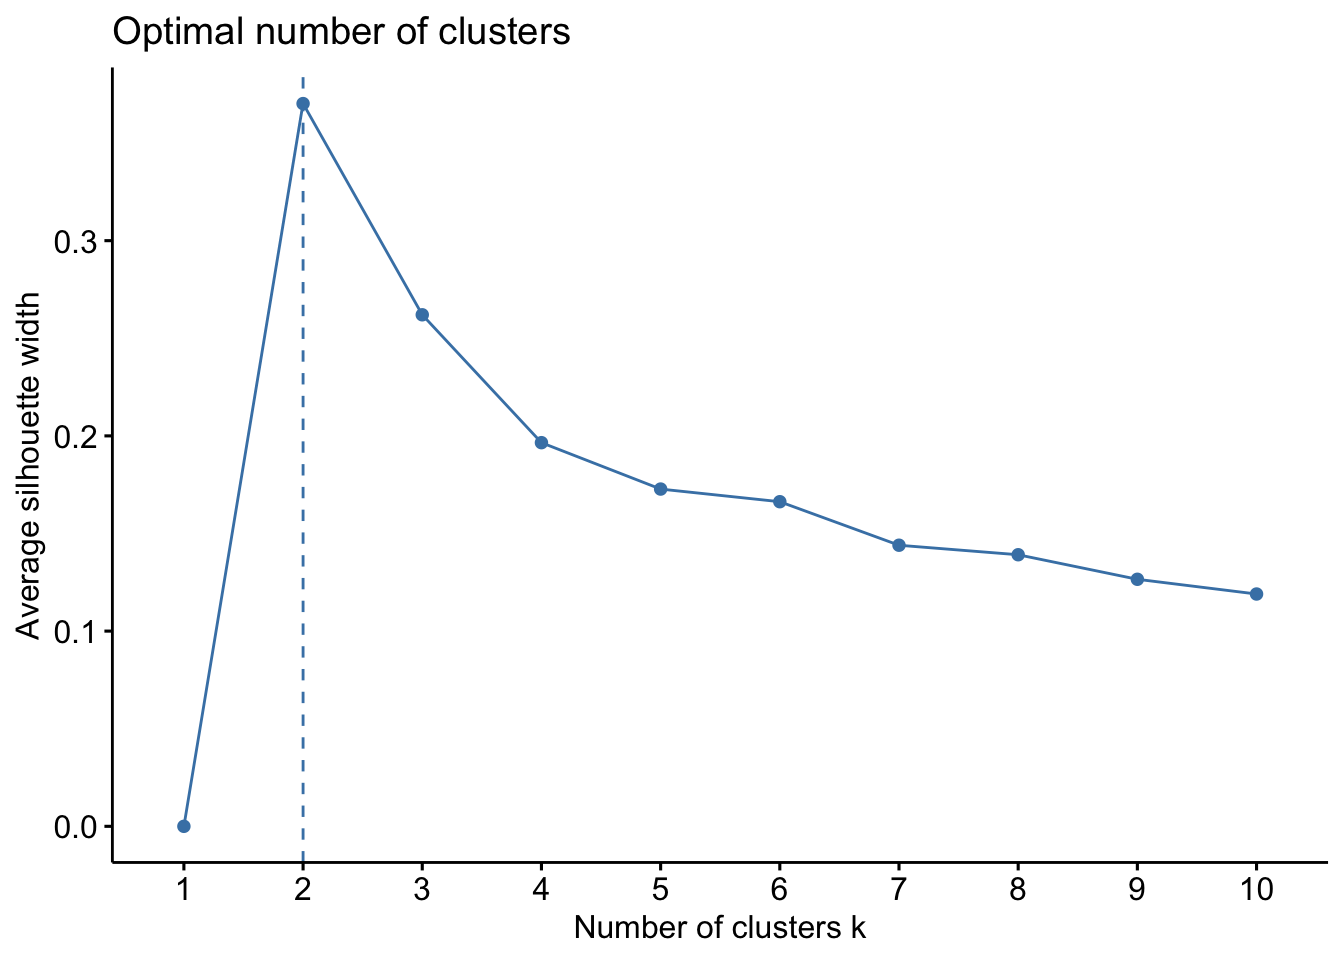 Optimal number of clusters
Average silhouette width
0.3
0.2
0.1
0.0
1 2 3 4 5 6 7 8 9 10
Number of clusters k